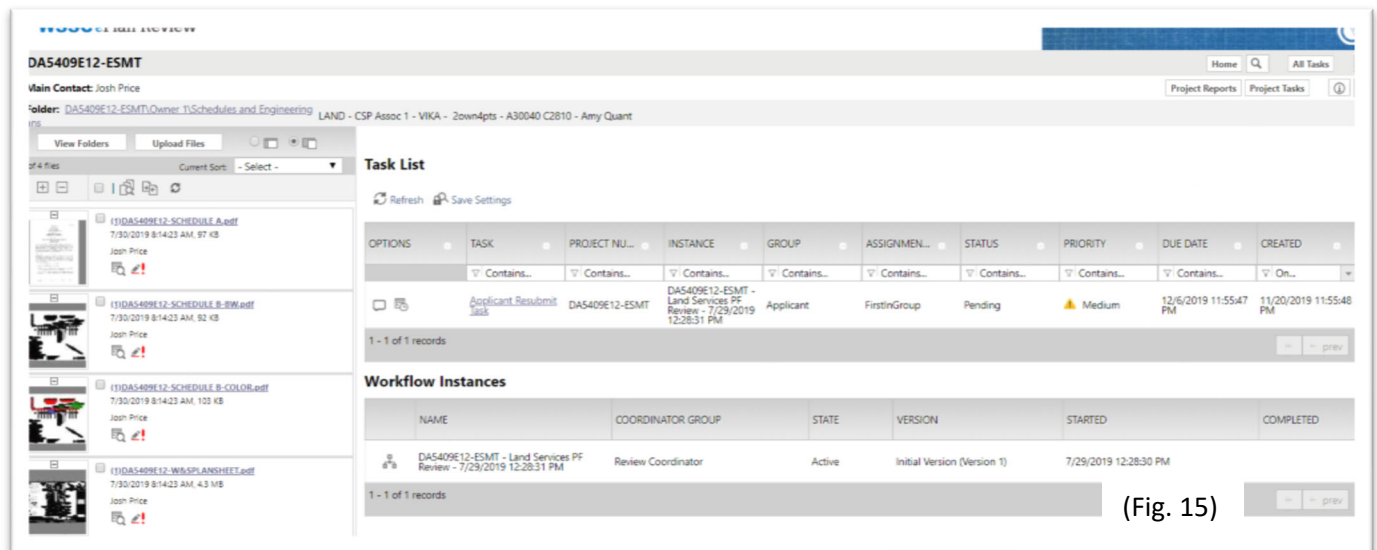 WSSC ePlan Review
DA5409E12-ESMT
Home
All Tasks
Main Contact: Josh Price
Project Reports
Project Tasks
Folder: DA5409E12-ESMT\Owner 1\Schedules and Engineering
LAND - CSP Assoc 1 - VIKA - 2own4pts - A30040 C2810 - Amy Quant
View Folders
Upload Files
of 4 files
Current Sort: - Select -
(1)DA5409E12-SCHEDULE A.pdf
7/30/2019 8:14:23 AM, 97 KB
Josh Price
(1)DA5409E12-SCHEDULE B-BW.pdf
7/30/2019 8:14:23 AM, 92 KB
Josh Price
(1)DA5409E12-SCHEDULE B-COLOR.pdf
7/30/2019 8:14:23 AM, 103 KB
Josh Price
(1)DA5409E12-W&SPLANSHEET.pdf
7/30/2019 8:14:23 AM, 4.3 MB
Josh Price
Task List
Refresh Save Settings
OPTIONS TASK PROJECT NU... INSTANCE GROUP ASSIGNMEN... STATUS PRIORITY DUE DATE CREATED
Contains... Contains... Contains... Contains... Contains... Contains... Contains... Contains... On...
Applicant Resubmit
Task
DA5409E12-ESMT
DA5409E12-ESMT -
Land Services PF
Review - 7/29/2019
12:28:31 PM
Applicant
FirstInGroup
Pending
Medium
12/6/2019 11:55:47
PM
11/20/2019 11:55:48
PM
1 - 1 of 1 records
prev
Workflow Instances
NAME COORDINATOR GROUP STATE VERSION STARTED COMPLETED
DA5409E12-ESMT - Land Services PF
Review - 7/29/2019 12:28:31 PM
Review Coordinator
Active
Initial Version (Version 1)
7/29/2019 12:28:30 PM
1 - 1 of 1 records
prev
(Fig. 15)